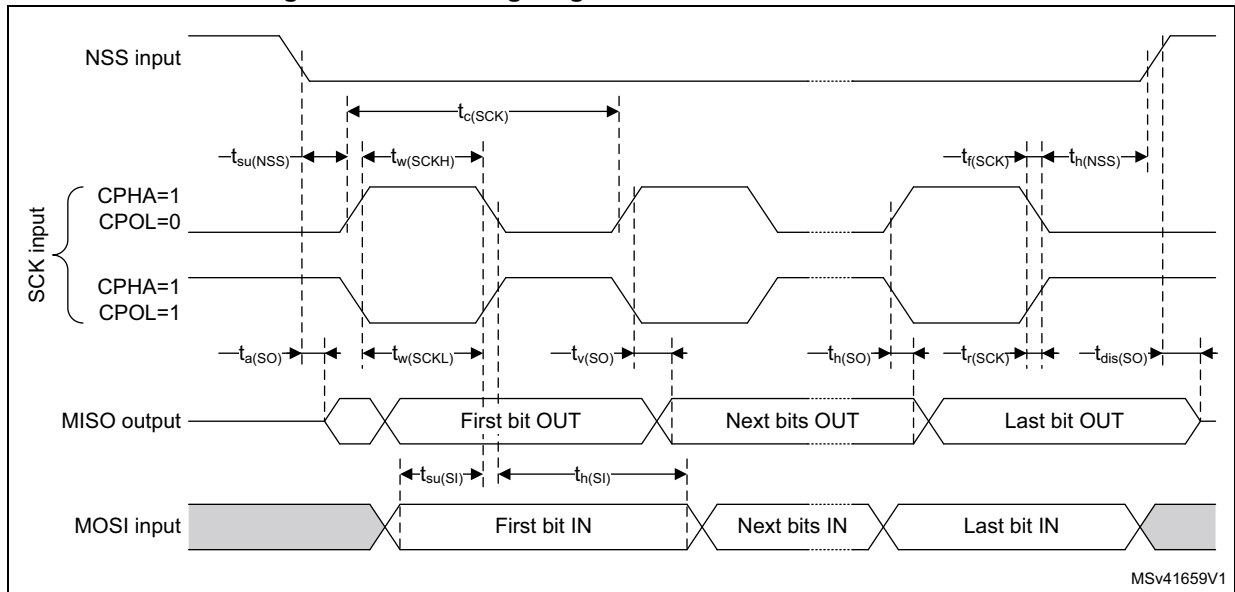 NSS input
tc(SCK)
tsu(NSS)
tw(SCKH)
tf(SCK)
th(NSS)
SCK input
CPHA=1
CPOL=0
CPHA=1
CPOL=1
ta(SO)
tw(SCKL)
tv(SO)
th(SO)
tr(SCK)
tdis(SO)
MISO output
First bit OUT
Next bits OUT
Last bit OUT
tsu(SI)
th(SI)
MOSI input
First bit IN
Next bits IN
Last bit IN
MSv41659V1